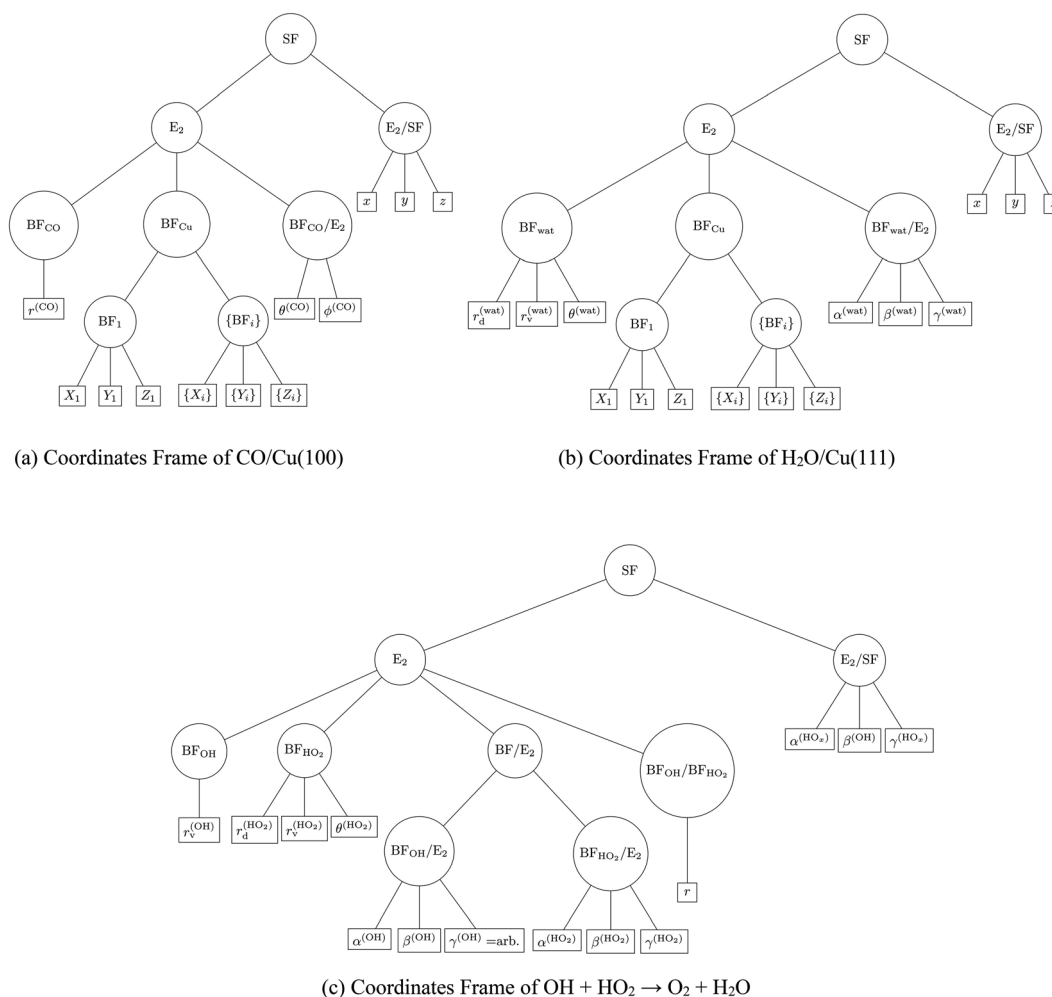 SF
E₂
E₂/SF
x y z
BF_CO
BF_Cu
BF_CO/E₂
r^(CO)
θ^(CO) ϕ^(CO)
BF₁
{BF_i}
X₁ Y₁ Z₁
{X_i} {Y_i} {Z_i}
(a) Coordinates Frame of CO/Cu(100)
SF
E₂
E₂/SF
x y
BF_wat
BF_Cu
BF_wat/E₂
r_d^(wat) r_v^(wat) θ^(wat)
α^(wat) β^(wat) γ^(wat)
BF₁
{BF_i}
X₁ Y₁ Z₁
{X_i} {Y_i} {Z_i}
(b) Coordinates Frame of H₂O/Cu(111)
SF
E₂
E₂/SF
α^(HO_x) β^(OH) γ^(HO_x)
BF_OH
BF_HO₂
BF/E₂
BF_OH/BF_HO₂
r_v^(OH)
r_d^(HO₂) r_v^(HO₂) θ^(HO₂)
BF_OH/E₂
BF_HO₂/E₂
r
α^(OH) β^(OH) γ^(OH) =arb.
α^(HO₂) β^(HO₂) γ^(HO₂)
(c) Coordinates Frame of OH + HO₂ → O₂ + H₂O